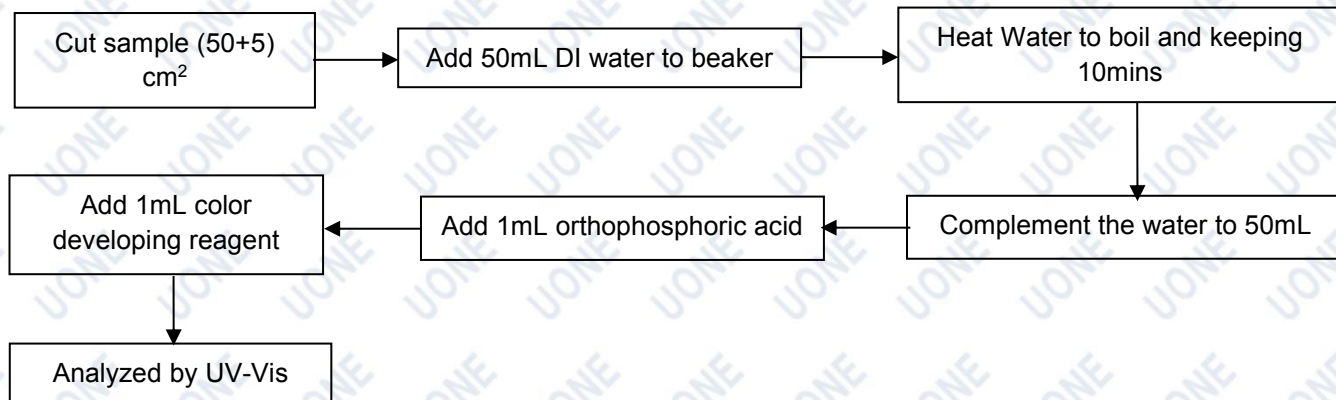 Cut sample (50+5)
cm²
Add 50mL DI water to beaker
Heat Water to boil and keeping
10mins
Complement the water to 50mL
Add 1mL orthophosphoric acid
Add 1mL color
developing reagent
Analyzed by UV-Vis
UONE